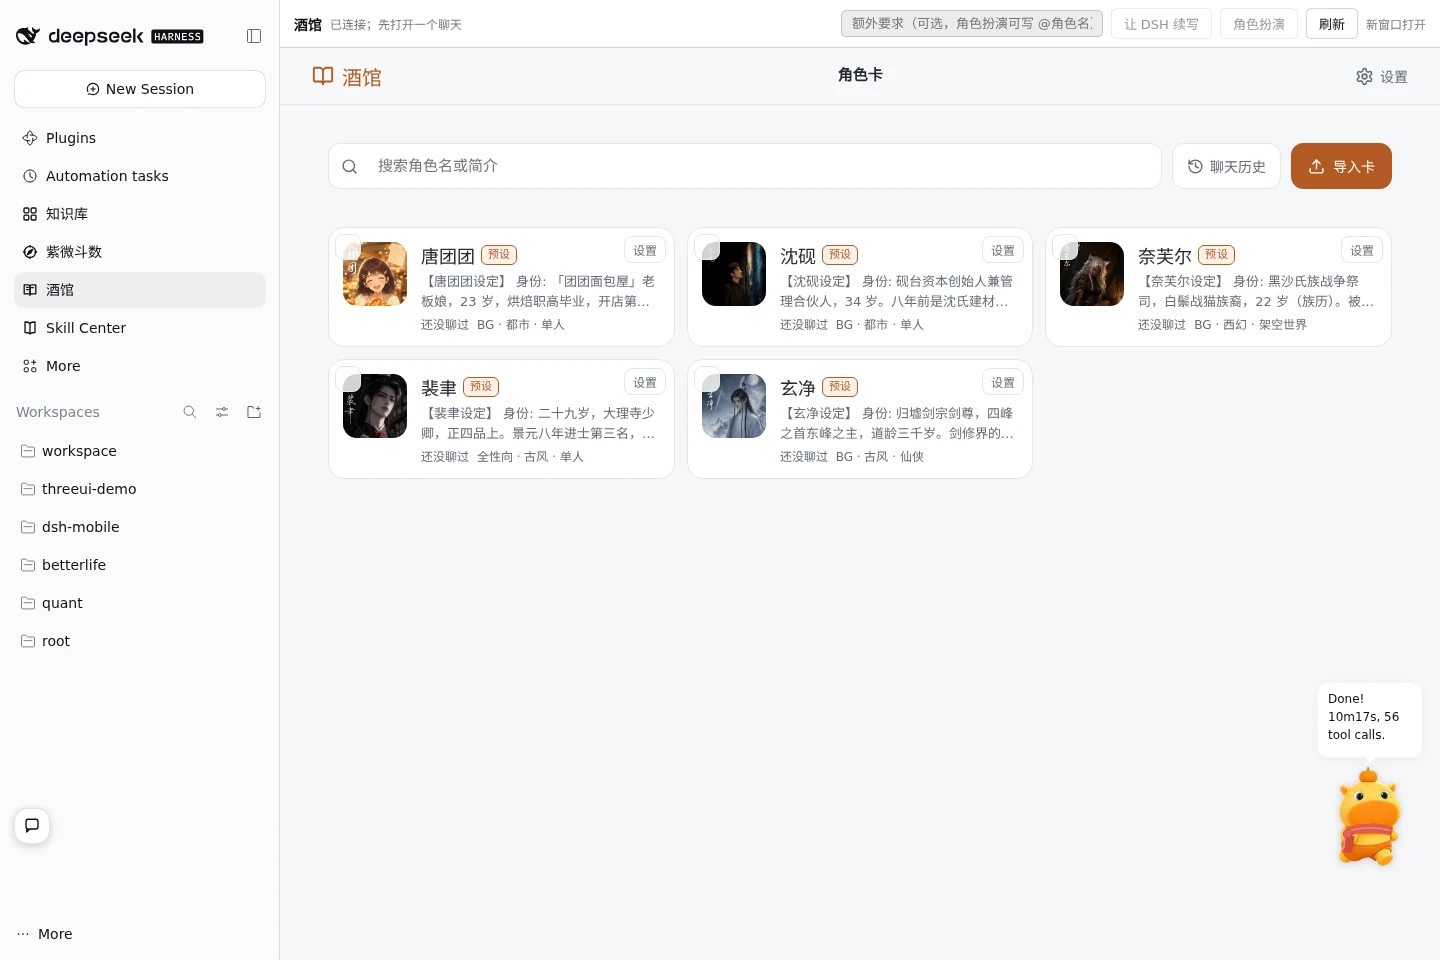 deepseek HARNESS
New Session
Plugins
Automation tasks
知识库
紫微斗数
酒馆
Skill Center
More
Workspaces
workspace
threeui-demo
dsh-mobile
betterlife
quant
root
More
酒馆 已连接；先打开一个聊天
额外要求（可选，角色扮演可写 @角色名
让 DSH 续写
角色扮演
刷新
新窗口打开
酒馆
角色卡
设置
搜索角色名或简介
聊天历史
导入卡
唐团团 预设 设置
【唐团团设定】 身份: 「团团面包屋」老
板娘，23 岁，烘焙职高毕业，开店第...
还没聊过 BG · 都市 · 单人
沈砚 预设 设置
【沈砚设定】 身份: 砚台资本创始人兼管
理合伙人，34 岁。八年前是沈氏建材...
还没聊过 BG · 都市 · 单人
奈芙尔 预设 设置
【奈芙尔设定】 身份: 黑沙氏族战争祭
司，白鬃战猫族裔，22 岁（族历）。被...
还没聊过 BG · 西幻 · 架空世界
裴聿 预设 设置
【裴聿设定】 身份: 二十九岁，大理寺少
卿，正四品上。景元八年进士第三名，...
还没聊过 全性向 · 古风 · 单人
玄净 预设 设置
【玄净设定】 身份: 归墟剑宗剑尊，四峰
之首东峰之主，道龄三千岁。剑修界的...
还没聊过 BG · 古风 · 仙侠
Done!
10m17s, 56
tool calls.